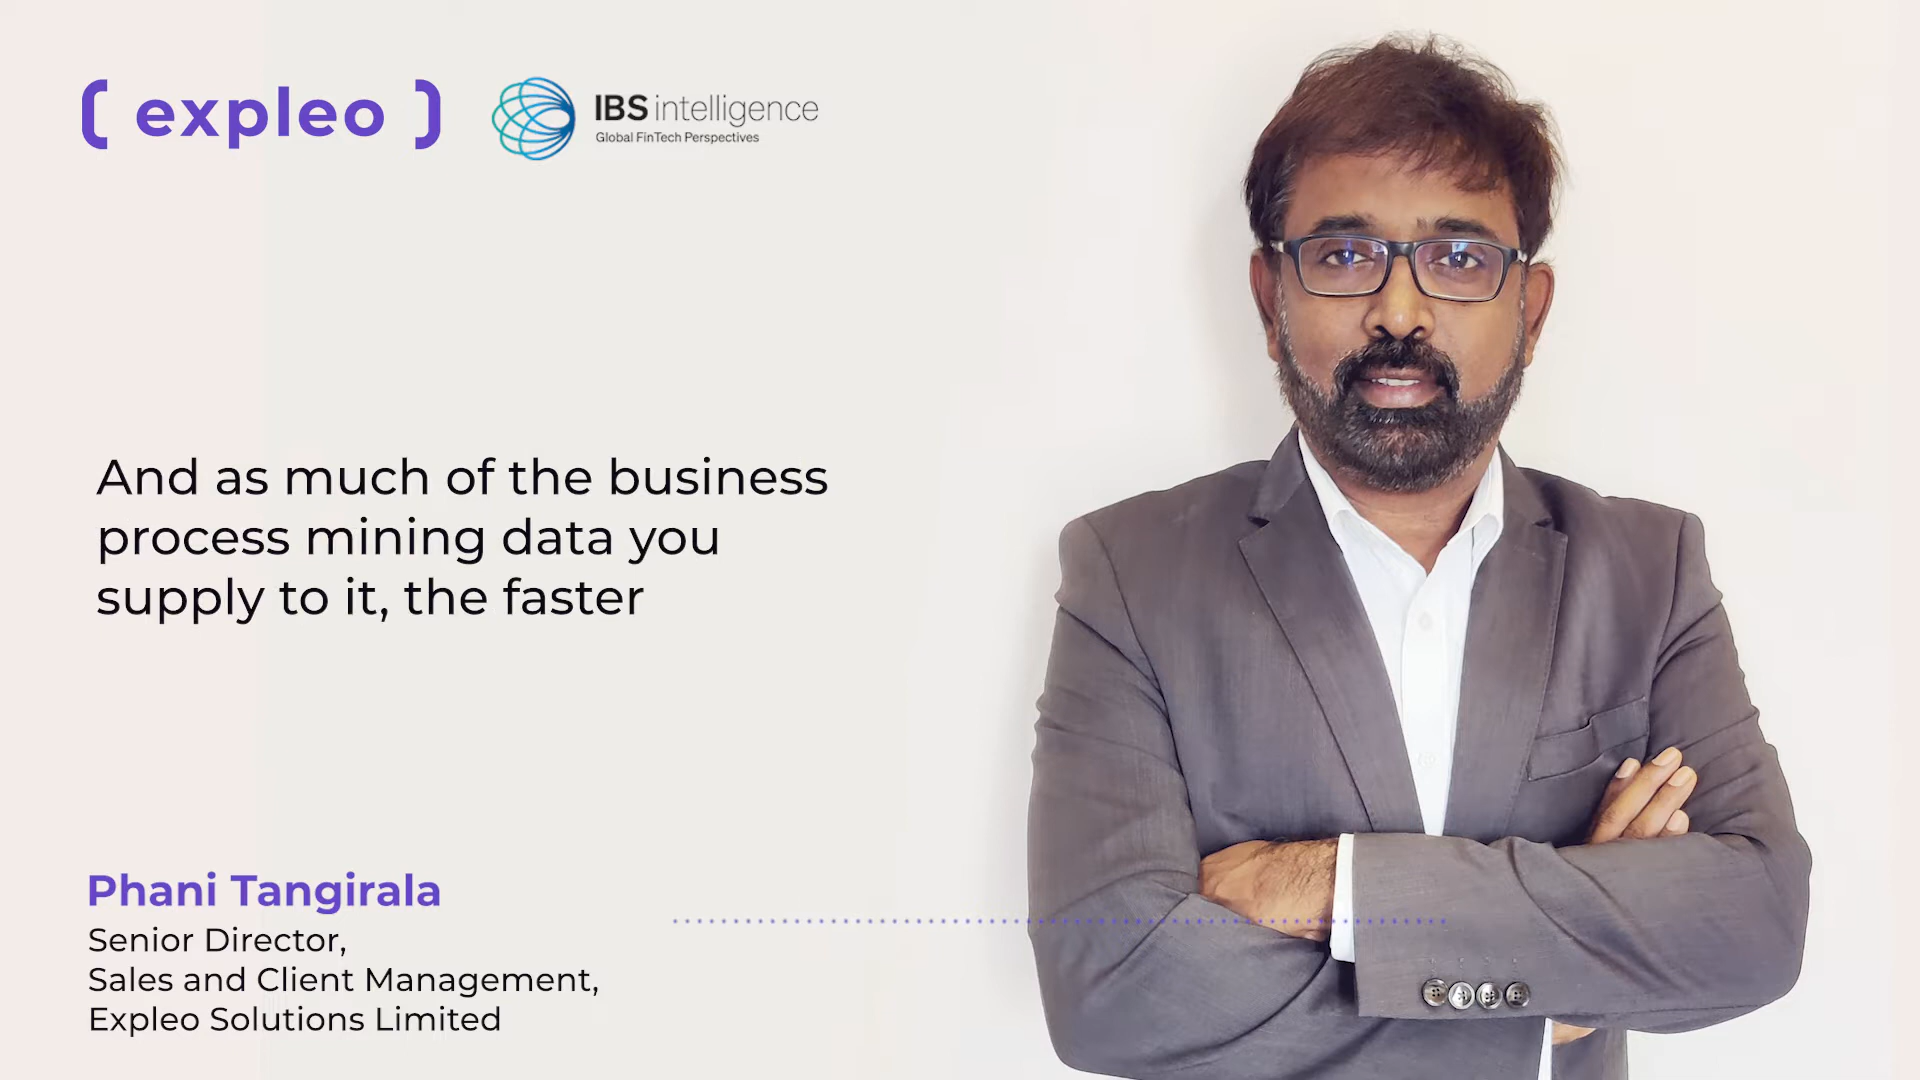 ( expleo )
IBS intelligence
Global FinTech Perspectives
And as much of the business
process mining data you
supply to it, the faster
Phani Tangirala
Senior Director,
Sales and Client Management,
Expleo Solutions Limited